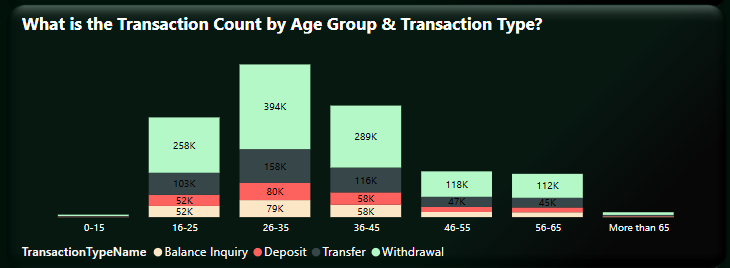 What is the Transaction Count by Age Group & Transaction Type?
394K
289K
258K
158K
116K
118K
112K
103K
80K
47K
45K
52K
58K
52K
79K
58K
0-15 16-25 26-35 36-45 46-55 56-65 More than 65
TransactionTypeName Balance Inquiry Deposit Transfer Withdrawal